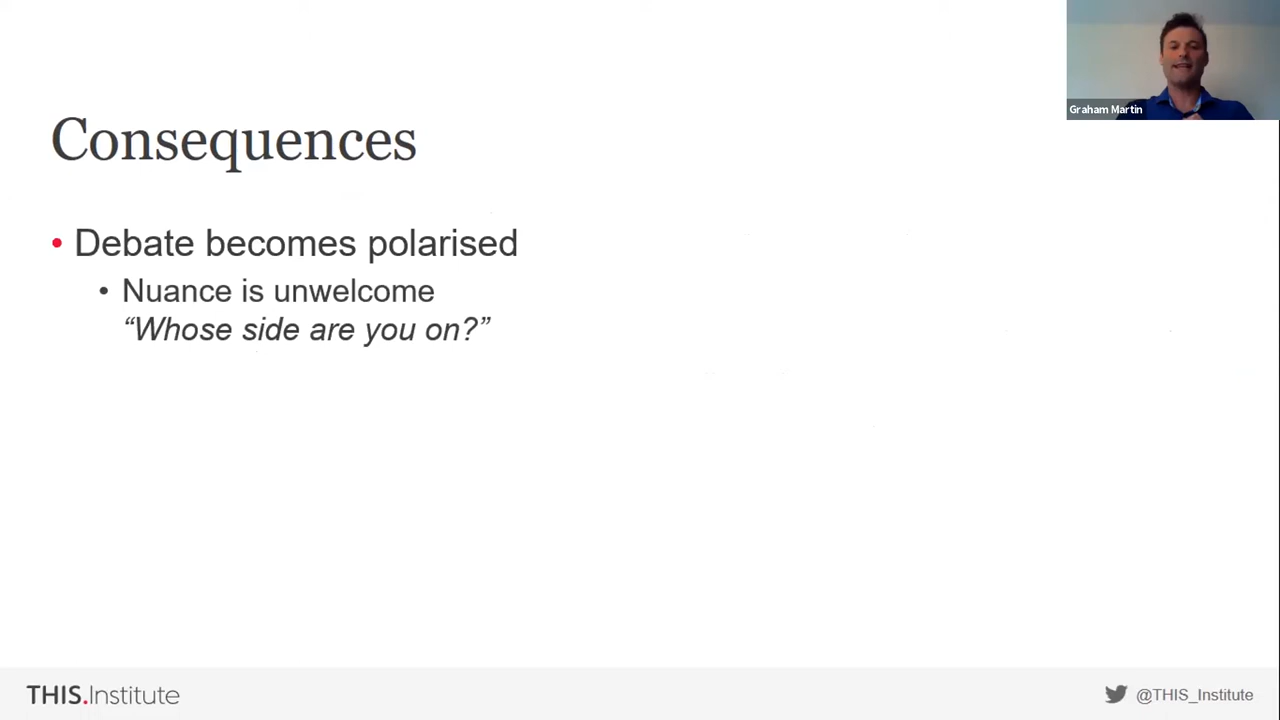 Graham Martin
Consequences
• Debate becomes polarised
• Nuance is unwelcome
“Whose side are you on?”
THIS.Institute
@THIS_Institute